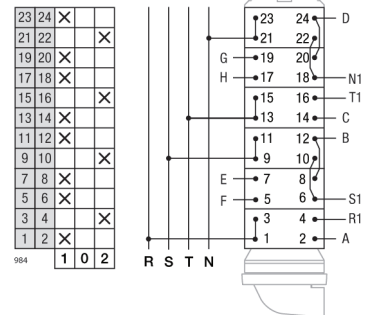 23 24 X
21 22 X
19 20 X
17 18 X
15 16 X
13 14 X
11 12 X
9 10 X
7 8 X
5 6 X
3 4 X
1 2 X
984 1 0 2
R S T N
23 24 D
21 22
G 19 20
H 17 18 N1
15 16 T1
13 14 C
11 12 B
9 10
E 7 8
F 5 6 S1
3 4 R1
1 2 A